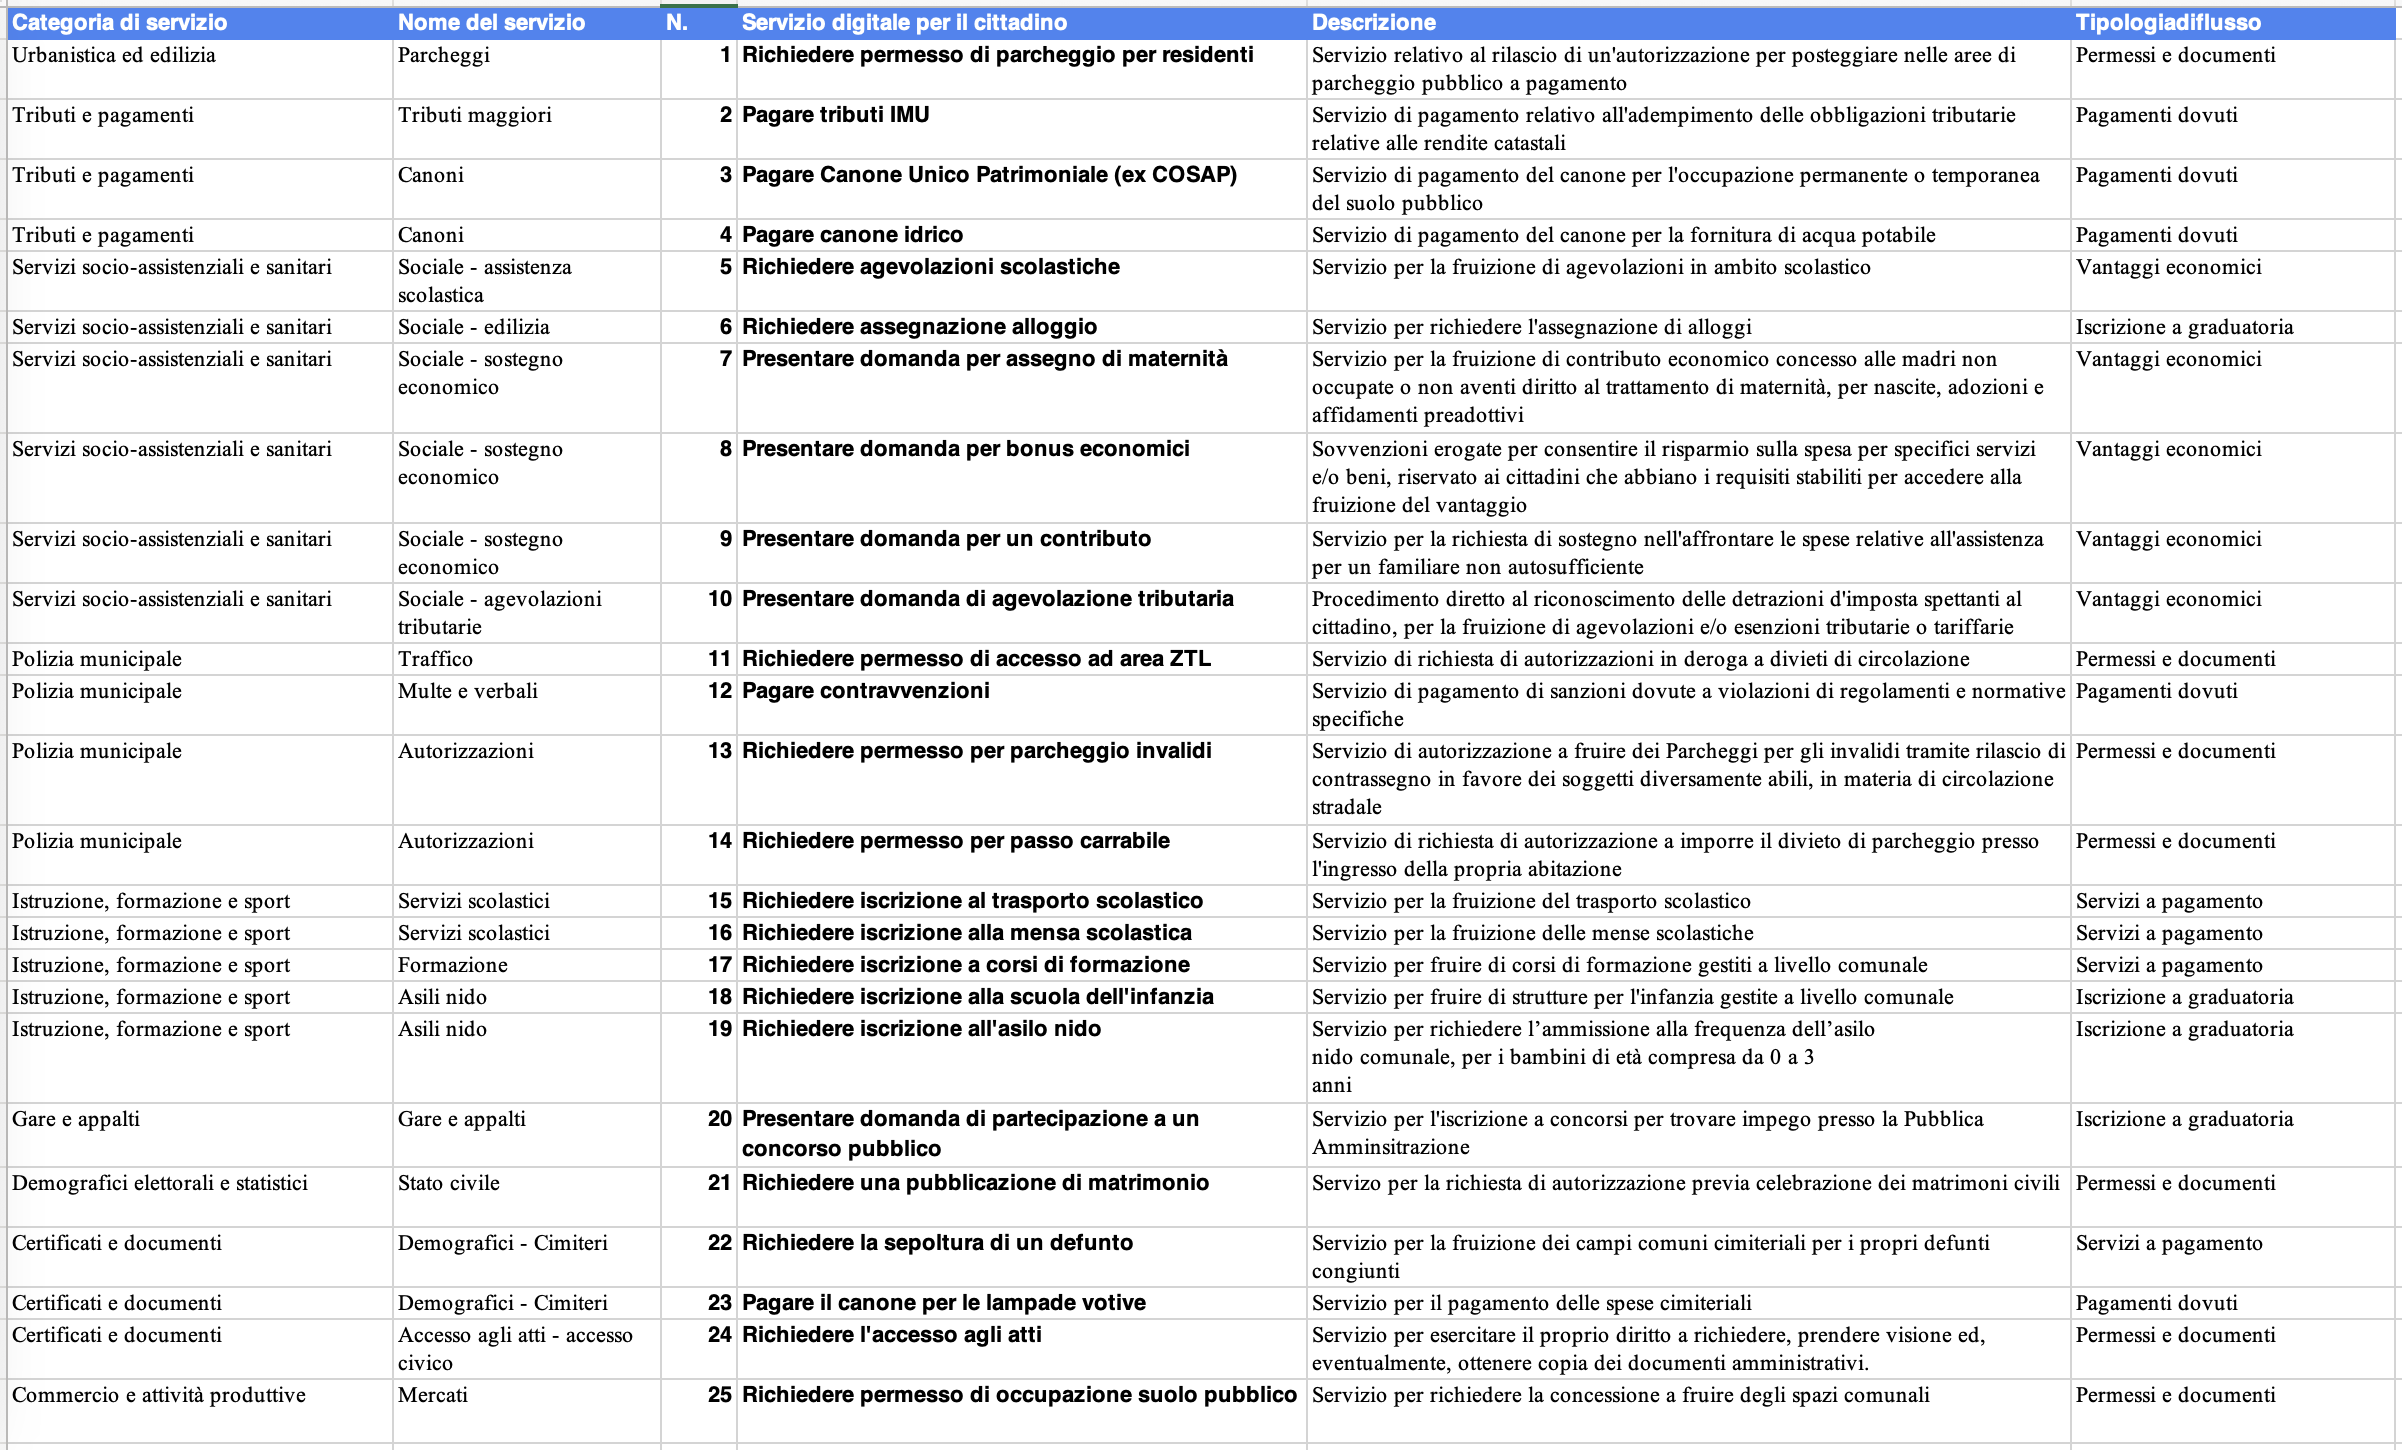 Categoria di servizio Nome del servizio N. Servizio digitale per il cittadino Descrizione Tipologiadiflusso
Urbanistica ed edilizia Parcheggi 1 Richiedere permesso di parcheggio per residenti Servizio relativo al rilascio di un'autorizzazione per posteggiare nelle aree di Permessi e documenti
parcheggio pubblico a pagamento
Tributi e pagamenti Tributi maggiori 2 Pagare tributi IMU Servizio di pagamento relativo all'adempimento delle obbligazioni tributarie Pagamenti dovuti
relative alle rendite catastali
Tributi e pagamenti Canoni 3 Pagare Canone Unico Patrimoniale (ex COSAP) Servizio di pagamento del canone per l'occupazione permanente o temporanea Pagamenti dovuti
del suolo pubblico
Tributi e pagamenti Canoni 4 Pagare canone idrico Servizio di pagamento del canone per la fornitura di acqua potabile Pagamenti dovuti
Servizi socio-assistenziali e sanitari Sociale - assistenza 5 Richiedere agevolazioni scolastiche Servizio per la fruizione di agevolazioni in ambito scolastico Vantaggi economici
scolastica
Servizi socio-assistenziali e sanitari Sociale - edilizia 6 Richiedere assegnazione alloggio Servizio per richiedere l'assegnazione di alloggi Iscrizione a graduatoria
Servizi socio-assistenziali e sanitari Sociale - sostegno 7 Presentare domanda per assegno di maternità Servizio per la fruizione di contributo economico concesso alle madri non Vantaggi economici
economico occupate o non aventi diritto al trattamento di maternità, per nascite, adozioni e
affidamenti preadottivi
Servizi socio-assistenziali e sanitari Sociale - sostegno 8 Presentare domanda per bonus economici Sovvenzioni erogate per consentire il risparmio sulla spesa per specifici servizi Vantaggi economici
economico e/o beni, riservato ai cittadini che abbiano i requisiti stabiliti per accedere alla
fruizione del vantaggio
Servizi socio-assistenziali e sanitari Sociale - sostegno 9 Presentare domanda per un contributo Servizio per la richiesta di sostegno nell'affrontare le spese relative all'assistenza Vantaggi economici
economico per un familiare non autosufficiente
Servizi socio-assistenziali e sanitari Sociale - agevolazioni 10 Presentare domanda di agevolazione tributaria Procedimento diretto al riconoscimento delle detrazioni d'imposta spettanti al Vantaggi economici
tributarie cittadino, per la fruizione di agevolazioni e/o esenzioni tributarie o tariffarie
Polizia municipale Traffico 11 Richiedere permesso di accesso ad area ZTL Servizio di richiesta di autorizzazioni in deroga a divieti di circolazione Permessi e documenti
Polizia municipale Multe e verbali 12 Pagare contravvenzioni Servizio di pagamento di sanzioni dovute a violazioni di regolamenti e normative Pagamenti dovuti
specifiche
Polizia municipale Autorizzazioni 13 Richiedere permesso per parcheggio invalidi Servizio di autorizzazione a fruire dei Parcheggi per gli invalidi tramite rilascio di Permessi e documenti
contrassegno in favore dei soggetti diversamente abili, in materia di circolazione
stradale
Polizia municipale Autorizzazioni 14 Richiedere permesso per passo carrabile Servizio di richiesta di autorizzazione a imporre il divieto di parcheggio presso Permessi e documenti
l'ingresso della propria abitazione
Istruzione, formazione e sport Servizi scolastici 15 Richiedere iscrizione al trasporto scolastico Servizio per la fruizione del trasporto scolastico Servizi a pagamento
Istruzione, formazione e sport Servizi scolastici 16 Richiedere iscrizione alla mensa scolastica Servizio per la fruizione delle mense scolastiche Servizi a pagamento
Istruzione, formazione e sport Formazione 17 Richiedere iscrizione a corsi di formazione Servizio per fruire di corsi di formazione gestiti a livello comunale Servizi a pagamento
Istruzione, formazione e sport Asili nido 18 Richiedere iscrizione alla scuola dell'infanzia Servizio per fruire di strutture per l'infanzia gestite a livello comunale Iscrizione a graduatoria
Istruzione, formazione e sport Asili nido 19 Richiedere iscrizione all'asilo nido Servizio per richiedere l’ammissione alla frequenza dell’asilo Iscrizione a graduatoria
nido comunale, per i bambini di età compresa da 0 a 3
anni
Gare e appalti Gare e appalti 20 Presentare domanda di partecipazione a un Servizio per l'iscrizione a concorsi per trovare impego presso la Pubblica Iscrizione a graduatoria
concorso pubblico Amminsitrazione
Demografici elettorali e statistici Stato civile 21 Richiedere una pubblicazione di matrimonio Servizo per la richiesta di autorizzazione previa celebrazione dei matrimoni civili Permessi e documenti
Certificati e documenti Demografici - Cimiteri 22 Richiedere la sepoltura di un defunto Servizio per la fruizione dei campi comuni cimiteriali per i propri defunti Servizi a pagamento
congiunti
Certificati e documenti Demografici - Cimiteri 23 Pagare il canone per le lampade votive Servizio per il pagamento delle spese cimiteriali Pagamenti dovuti
Certificati e documenti Accesso agli atti - accesso 24 Richiedere l'accesso agli atti Servizio per esercitare il proprio diritto a richiedere, prendere visione ed, Permessi e documenti
civico eventualmente, ottenere copia dei documenti amministrativi.
Commercio e attività produttive Mercati 25 Richiedere permesso di occupazione suolo pubblico Servizio per richiedere la concessione a fruire degli spazi comunali Permessi e documenti